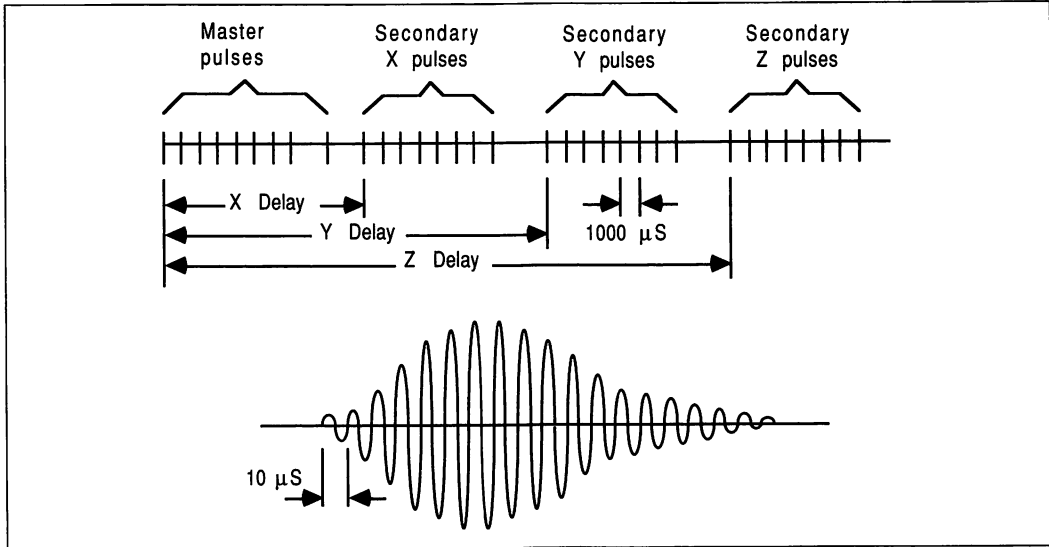 Master
pulses
Secondary
X pulses
Secondary
Y pulses
Secondary
Z pulses
X Delay
Y Delay
Z Delay
1000 µS
10 µS